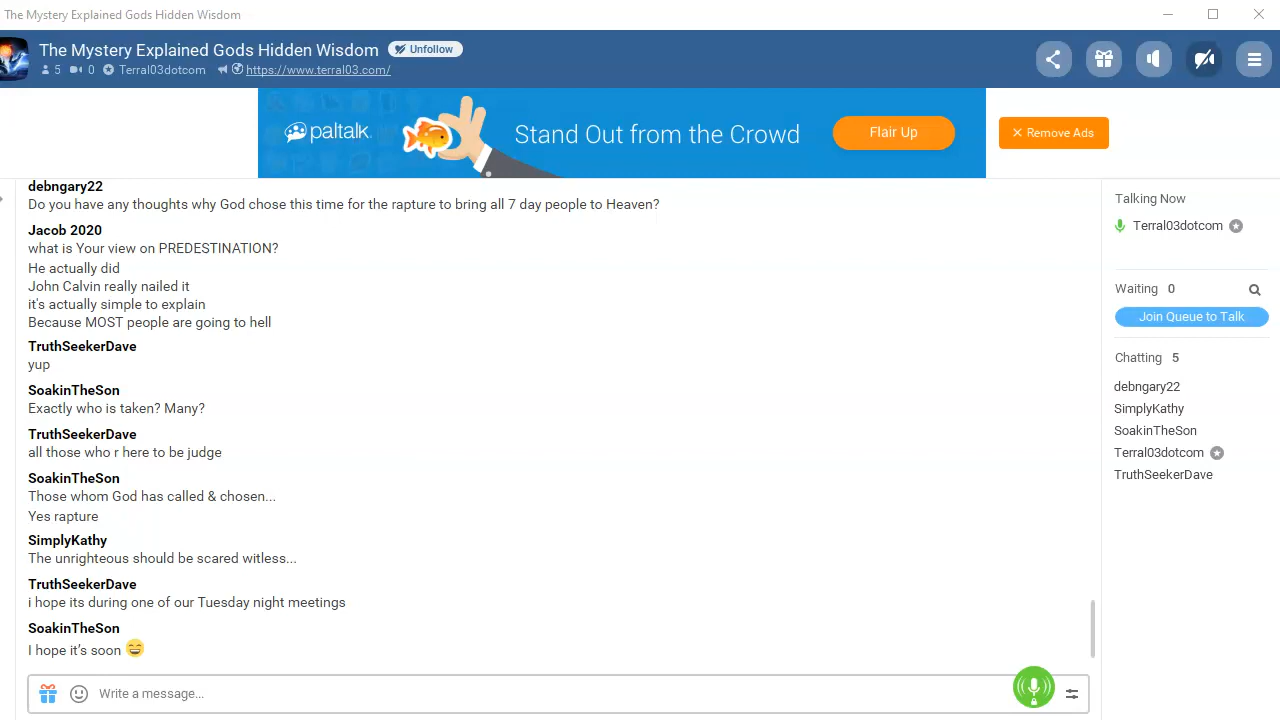 The Mystery Explained Gods Hidden Wisdom
The Mystery Explained Gods Hidden Wisdom
Unfollow
5 0 Terral03dotcom https://www.terral03.com/
paltalk
Stand Out from the Crowd
Flair Up
Remove Ads
debngary22
Do you have any thoughts why God chose this time for the rapture to bring all 7 day people to Heaven?
Jacob 2020
what is Your view on PREDESTINATION?
He actually did
John Calvin really nailed it
it's actually simple to explain
Because MOST people are going to hell
TruthSeekerDave
yup
SoakinTheSon
Exactly who is taken? Many?
TruthSeekerDave
all those who r here to be judge
SoakinTheSon
Those whom God has called & chosen...
Yes rapture
SimplyKathy
The unrighteous should be scared witless...
TruthSeekerDave
i hope its during one of our Tuesday night meetings
SoakinTheSon
I hope it's soon 😄
Write a message...
Talking Now
Terral03dotcom
Waiting 0
Join Queue to Talk
Chatting 5
debngary22
SimplyKathy
SoakinTheSon
Terral03dotcom
TruthSeekerDave